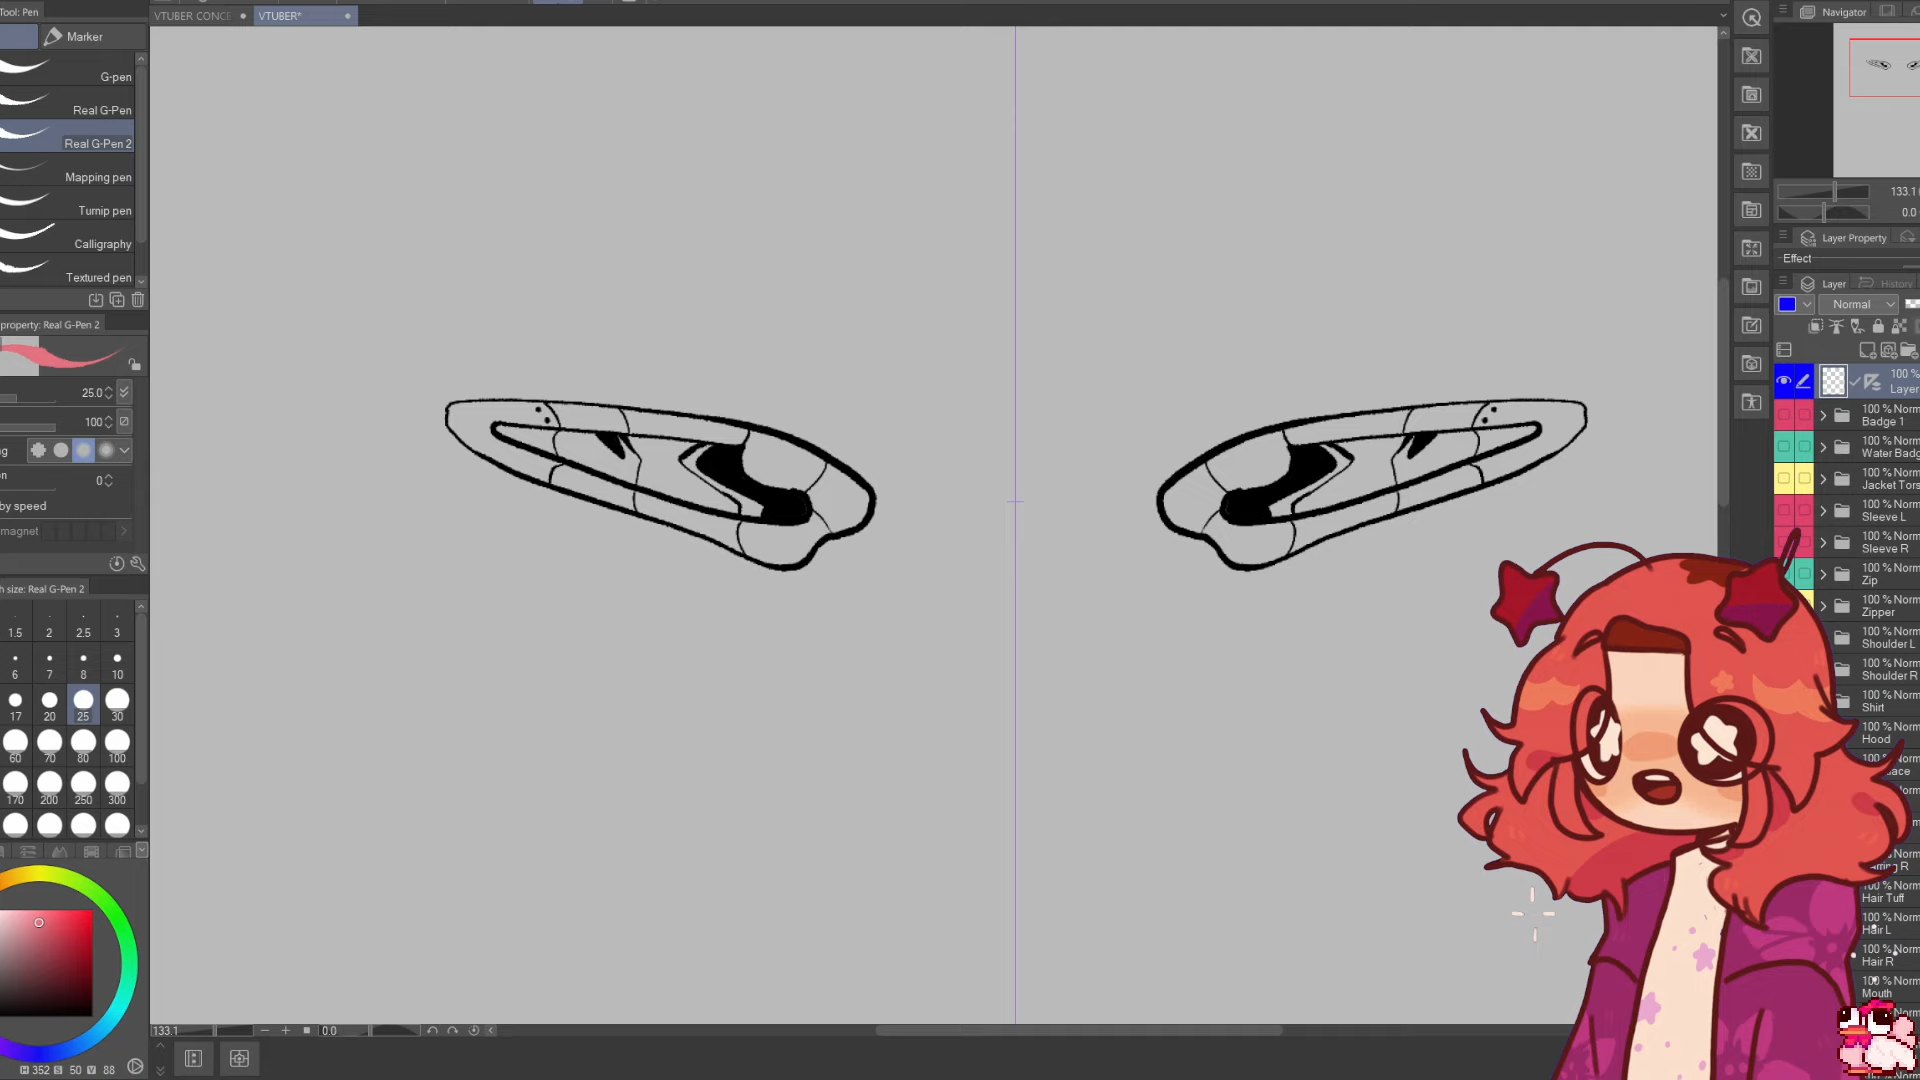 Tool: Pen
VTUBER CONCE
VTUBER*
Marker
G-pen
Real G-Pen
Real G-Pen 2
Mapping pen
Turnip pen
Calligraphy
Textured pen
property: Real G-Pen 2
25.0
100
0
by speed
magnet
size: Real G-Pen 2
1.5 2 2.5 3
6 7 8 10
17 20 25 30
60 70 80 100
170 200 250 300
H 352 S 50 V 88
133.1
0.0
Navigator
133.1
0.0
Layer Property
Effect
Layer
History
Normal
100 %
Layer
100 % Norm
Badge 1
100 % Norm
Water Badg
100 % Norm
Jacket Tors
100 % Norm
Sleeve L
100 % Norm
Sleeve R
100 % Norm
Zip
100 % Norm
Zipper
100 % Norm
Shoulder L
100 % Norm
Shoulder R
100 % Norm
Shirt
100 % Norm
Hood
100 % Norm
100 % Norm
Hair Tuff
100 % Norm
Hair L
100 % Norm
Hair R
100 % Norm
Mouth